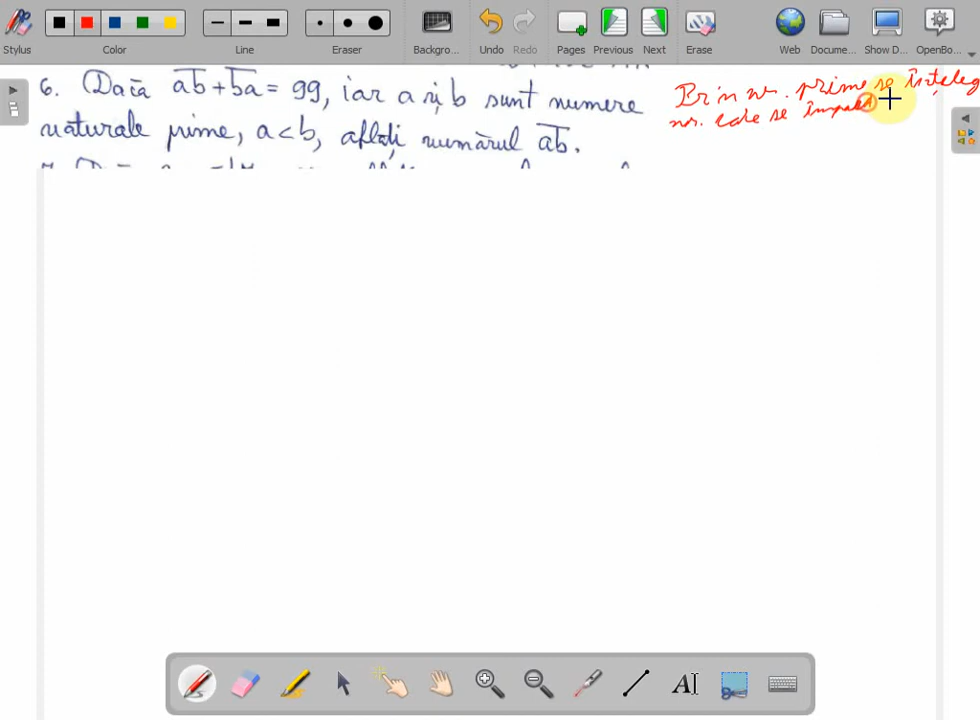 Stylus Color Line Eraser Backgro... Undo Redo Pages Previous Next Erase Web Docume... Show D... OpenBo...
6. Dacă ab + ba = 99, iar a și b sunt numere
naturale prime, a < b, aflați numărul ab.
Prin nr. prime se înțeleg
nr. care se împart